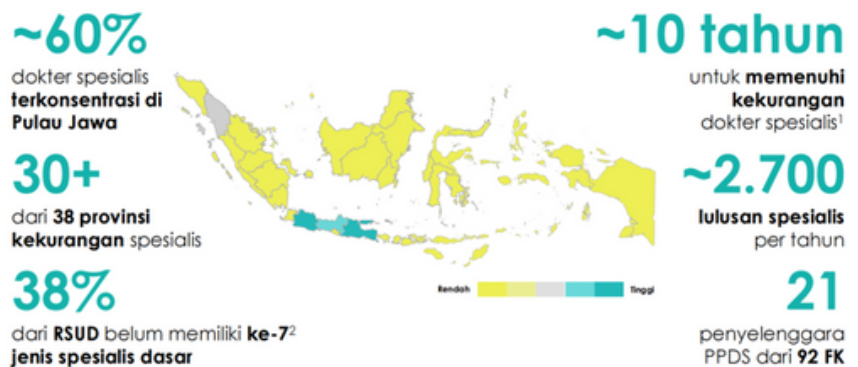 ~60%
dokter spesialis
terkonsentrasi di
Pulau Jawa
30+
dari 38 provinsi
kekurangan spesialis
38%
dari RSUD belum memiliki ke-7²
jenis spesialis dasar
Rendah
Tinggi
~10 tahun
untuk memenuhi
kekurangan
dokter spesialis¹
~2.700
lulusan spesialis
per tahun
21
penyelenggara
PPDS dari 92 FK